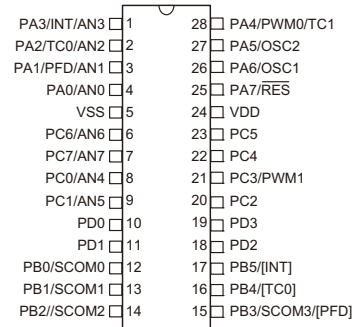 PA3/INT/AN3 1 28 PA4/PWM0/TC1
PA2/TC0/AN2 2 27 PA5/OSC2
PA1/PFD/AN1 3 26 PA6/OSC1
PA0/AN0 4 25 PA7/RES
VSS 5 24 VDD
PC6/AN6 6 23 PC5
PC7/AN7 7 22 PC4
PC0/AN4 8 21 PC3/PWM1
PC1/AN5 9 20 PC2
PD0 10 19 PD3
PD1 11 18 PD2
PB0/SCOM0 12 17 PB5/[INT]
PB1/SCOM1 13 16 PB4/[TC0]
PB2//SCOM2 14 15 PB3/SCOM3/[PFD]